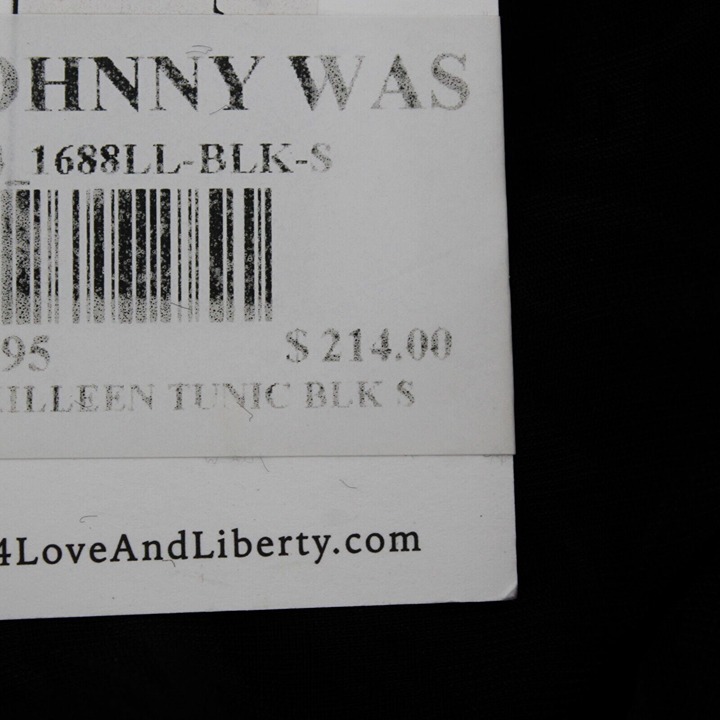 OHNNY WAS
1688LL-BLK-S
95
$ 214.00
ILLEEN TUNIC BLK S
4LoveAndLiberty.com